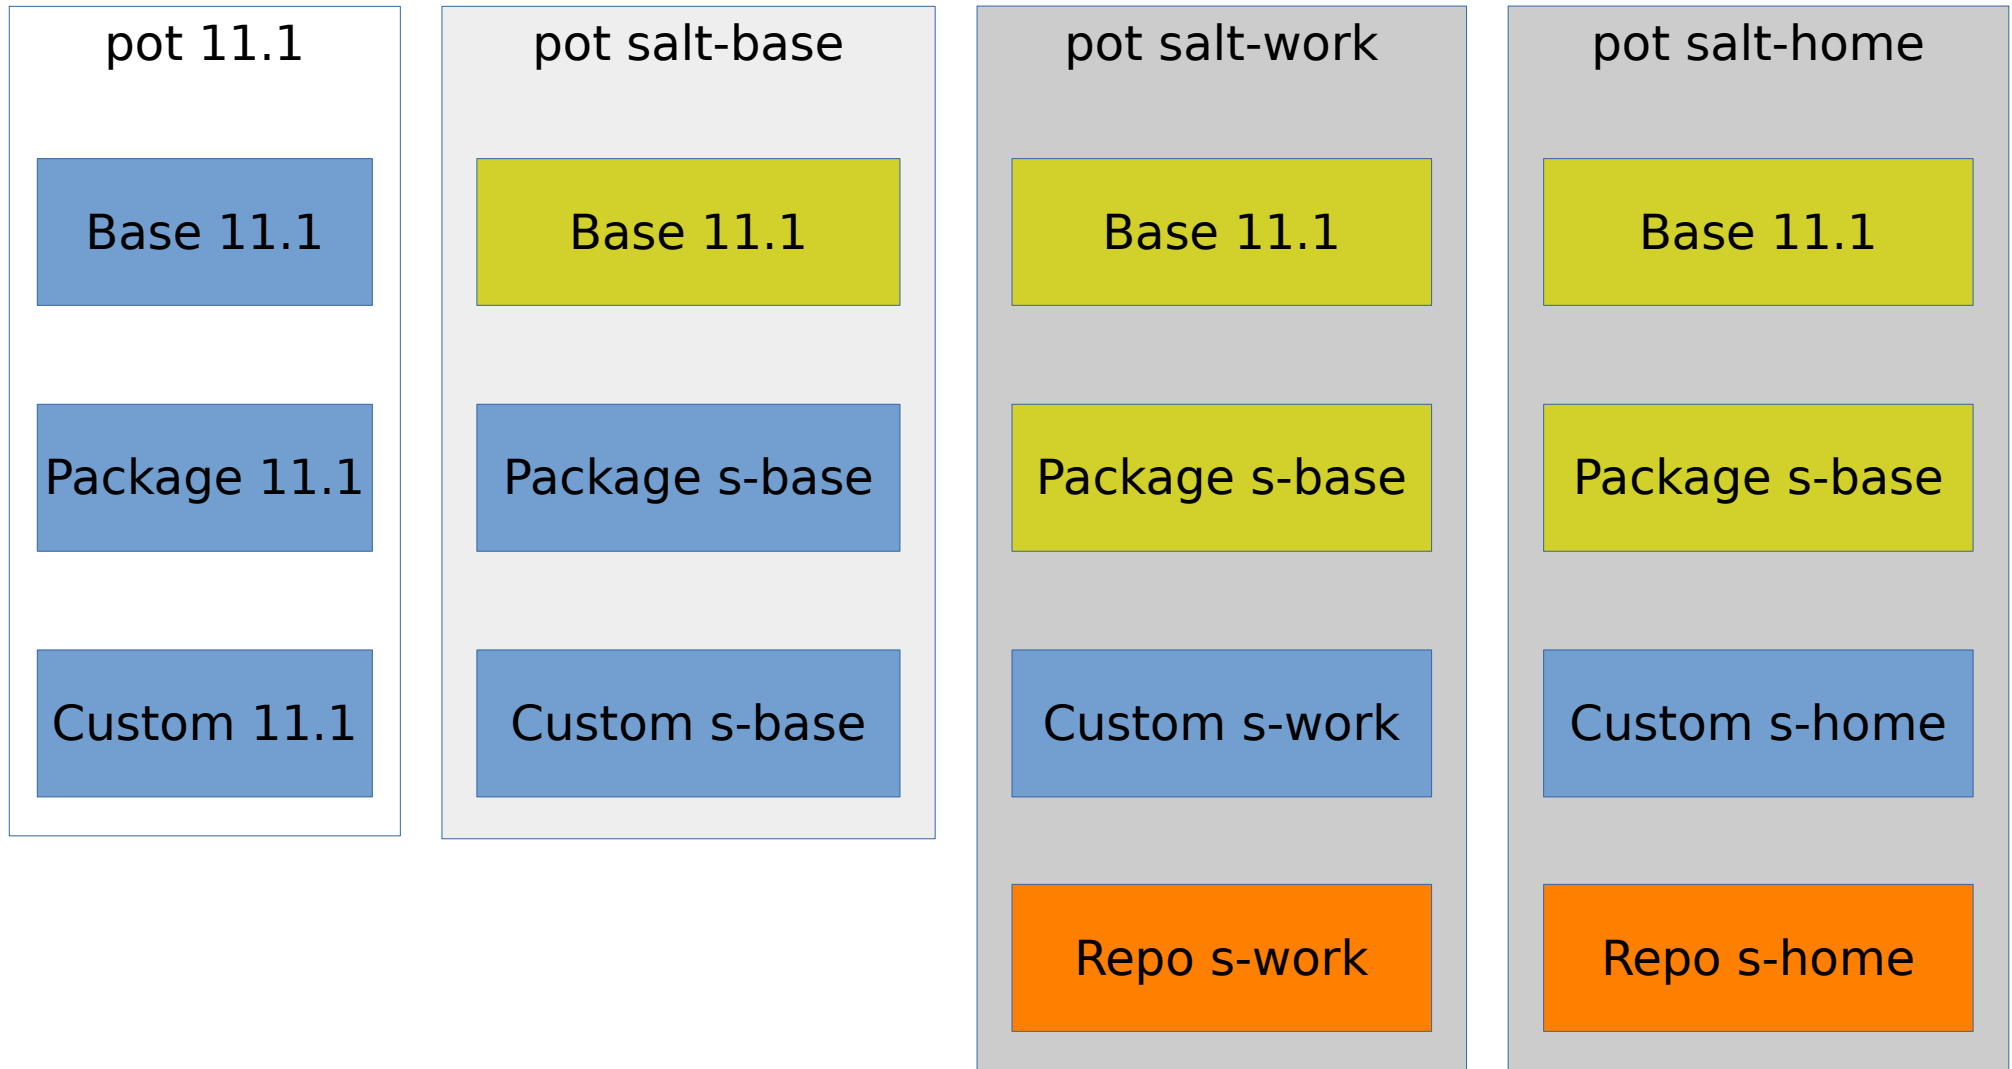 pot 11.1
Base 11.1
Package 11.1
Custom 11.1
pot salt-base
Base 11.1
Package s-base
Custom s-base
pot salt-work
Base 11.1
Package s-base
Custom s-work
Repo s-work
pot salt-home
Base 11.1
Package s-base
Custom s-home
Repo s-home